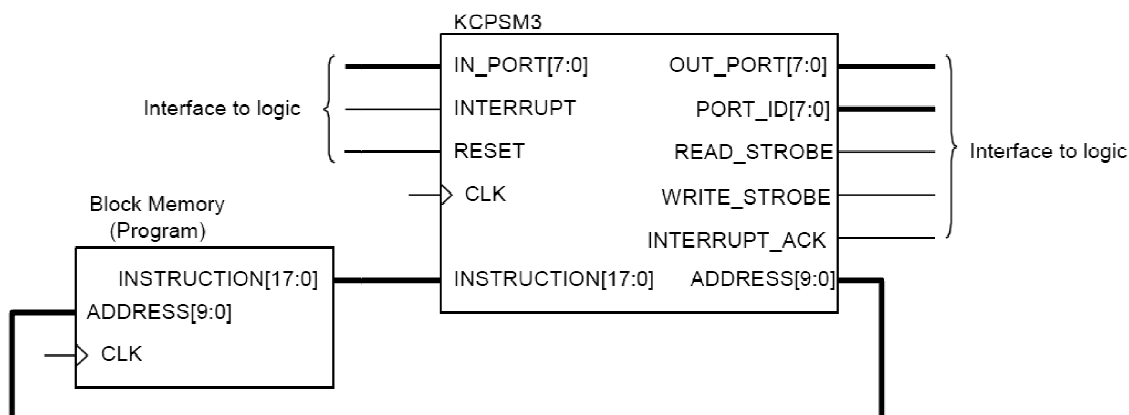 KCPSM3
IN_PORT[7:0]
OUT_PORT[7:0]
Interface to logic
INTERRUPT
PORT_ID[7:0]
RESET
READ_STROBE
Interface to logic
CLK
WRITE_STROBE
Block Memory
(Program)
INTERRUPT_ACK
INSTRUCTION[17:0]
INSTRUCTION[17:0]
ADDRESS[9:0]
ADDRESS[9:0]
CLK